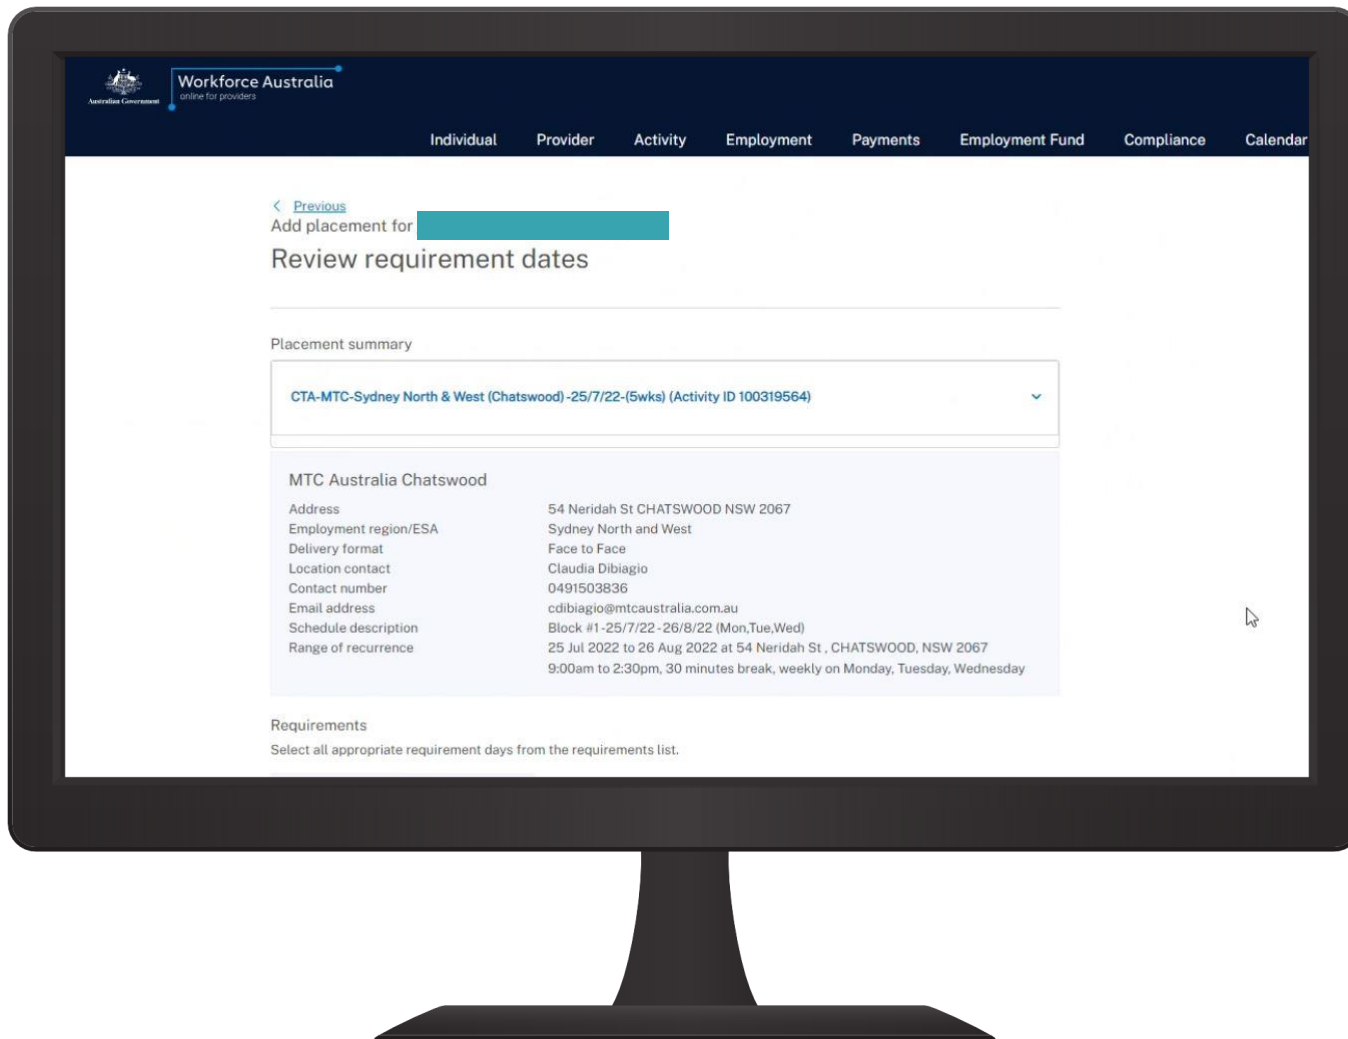 Australian Government
Workforce Australia
online for providers
Individual Provider Activity Employment Payments Employment Fund Compliance Calendar
< Previous
Add placement for
Review requirement dates
Placement summary
CTA-MTC-Sydney North & West (Chatswood) -25/7/22-(5wks) (Activity ID 100319564)
MTC Australia Chatswood
Address 54 Neridah St CHATSWOOD NSW 2067
Employment region/ESA Sydney North and West
Delivery format Face to Face
Location contact Claudia Dibiagio
Contact number 0491503836
Email address cdibiagio@mtcaustralia.com.au
Schedule description Block #1 -25/7/22 - 26/8/22 (Mon,Tue,Wed)
Range of recurrence 25 Jul 2022 to 26 Aug 2022 at 54 Neridah St , CHATSWOOD, NSW 2067
9:00am to 2:30pm, 30 minutes break, weekly on Monday, Tuesday, Wednesday
Requirements
Select all appropriate requirement days from the requirements list.